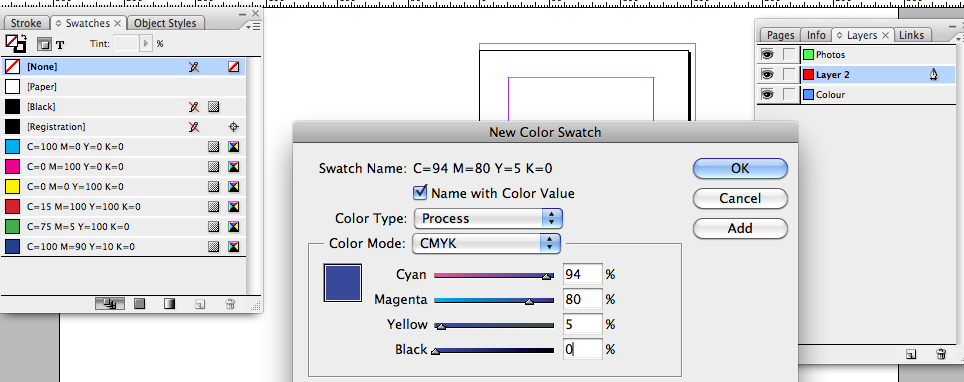 Stroke Swatches × Object Styles
T Tint: %
[None]
[Paper]
[Black]
[Registration]
C=100 M=0 Y=0 K=0
C=0 M=100 Y=0 K=0
C=0 M=0 Y=100 K=0
C=15 M=100 Y=100 K=0
C=75 M=5 Y=100 K=0
C=100 M=90 Y=10 K=0
New Color Swatch
Swatch Name: C=94 M=80 Y=5 K=0
Name with Color Value
Color Type: Process
Color Mode: CMYK
Cyan 94 %
Magenta 80 %
Yellow 5 %
Black 0 %
OK
Cancel
Add
Pages Info Layers × Links
Photos
Layer 2
Colour